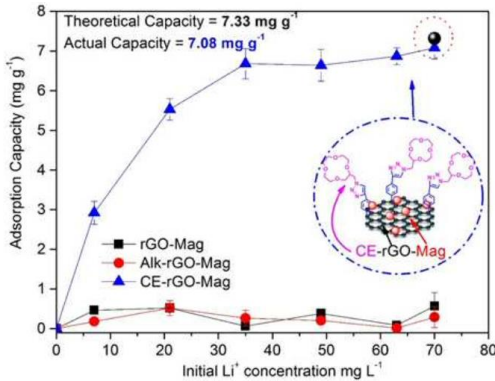 Theoretical Capacity = 7.33 mg g⁻¹
Actual Capacity = 7.08 mg g⁻¹
8
7
6
5
4
3
2
1
0
Adsorption Capacity (mg g⁻¹)
rGO-Mag
Alk-rGO-Mag
CE-rGO-Mag
CE-rGO-Mag
0 10 20 30 40 50 60 70 80
Initial Li⁺ concentration mg L⁻¹